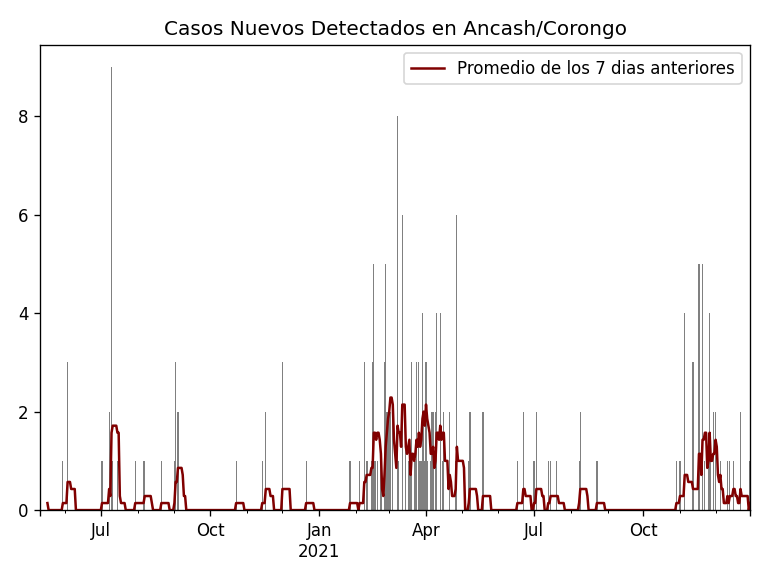 Casos Nuevos Detectados en Ancash/Corongo
Promedio de los 7 dias anteriores
8
6
4
2
0
Jul
Oct
Jan
2021
Apr
Jul
Oct